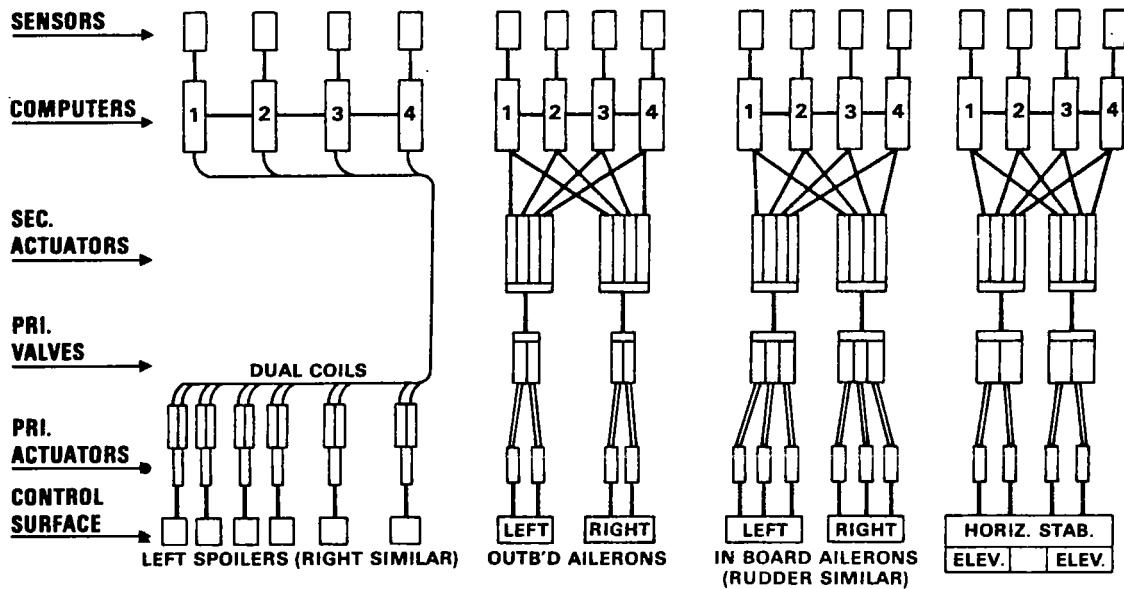 SENSORS
COMPUTERS
1 2 3 4
1 2 3 4
1 2 3 4
1 2 3 4
SEC.
ACTUATORS
PRI.
VALVES
DUAL COILS
PRI.
ACTUATORS
CONTROL
SURFACE
LEFT SPOILERS (RIGHT SIMILAR)
LEFT RIGHT
OUTB'D AILERONS
LEFT RIGHT
IN BOARD AILERONS
(RUDDER SIMILAR)
HORIZ. STAB.
ELEV. ELEV.